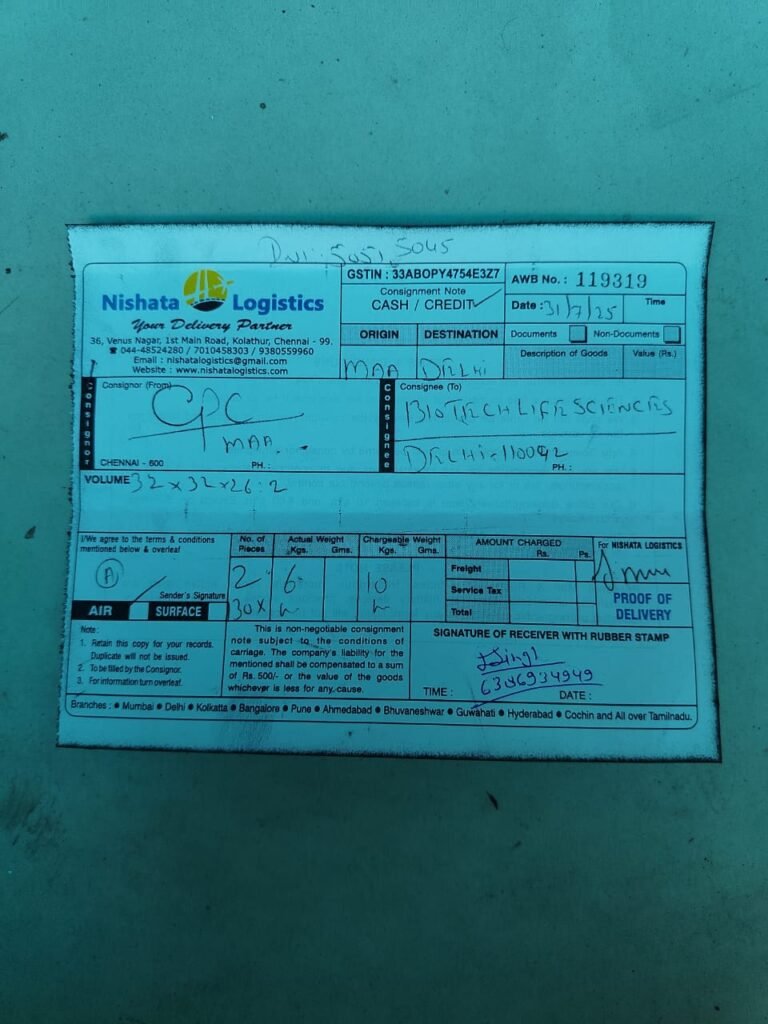 5051, 5045
Nishata Logistics
Your Delivery Partner
36, Venus Nagar, 1st Main Road, Kolathur, Chennai - 99.
☎ 044-48524280 / 7010458303 / 9380559960
Email : nishatalogistics@gmail.com
Website : www.nishatalogistics.com
GSTIN : 33ABOPY4754E3Z7
Consignment Note
CASH / CREDIT ✓
AWB No. : 119319
Date : 31/7/25 Time
ORIGIN DESTINATION
MAA DELHI
Documents Non-Documents
Description of Goods Value (Rs.)
Consignor
Consignor (From)
CPC
MAA
CHENNAI - 600 PH. :
Consignee
Consignee (To)
BIOTECH LIFE SCIENCES
DELHI-110092
PH. :
VOLUME 32 x 32 x 26 : 2
I/We agree to the terms & conditions
mentioned below & overleaf
A
Sender's Signature
AIR SURFACE
No. of Pieces
2
BOX
Actual Weight
Kgs. Gms.
6
Chargeable Weight
Kgs. Gms.
10
AMOUNT CHARGED
Rs. Ps.
Freight
Service Tax
Total
For NISHATA LOGISTICS
PROOF OF
DELIVERY
Note :
1. Retain this copy for your records.
Duplicate will not be issued.
2. To be filled by the Consignor.
3. For information turn overleaf.
This is non-negotiable consignment
note subject to the conditions of
carriage. The company's liability for the
mentioned shall be compensated to a sum
of Rs. 500/- or the value of the goods
whichever is less for any cause.
SIGNATURE OF RECEIVER WITH RUBBER STAMP
TIME : DATE :
Branches : ● Mumbai ● Delhi ● Kolkatta ● Bangalore ● Pune ● Ahmedabad ● Bhuvaneshwar ● Guwahati ● Hyderabad ● Cochin and All over Tamilnadu.